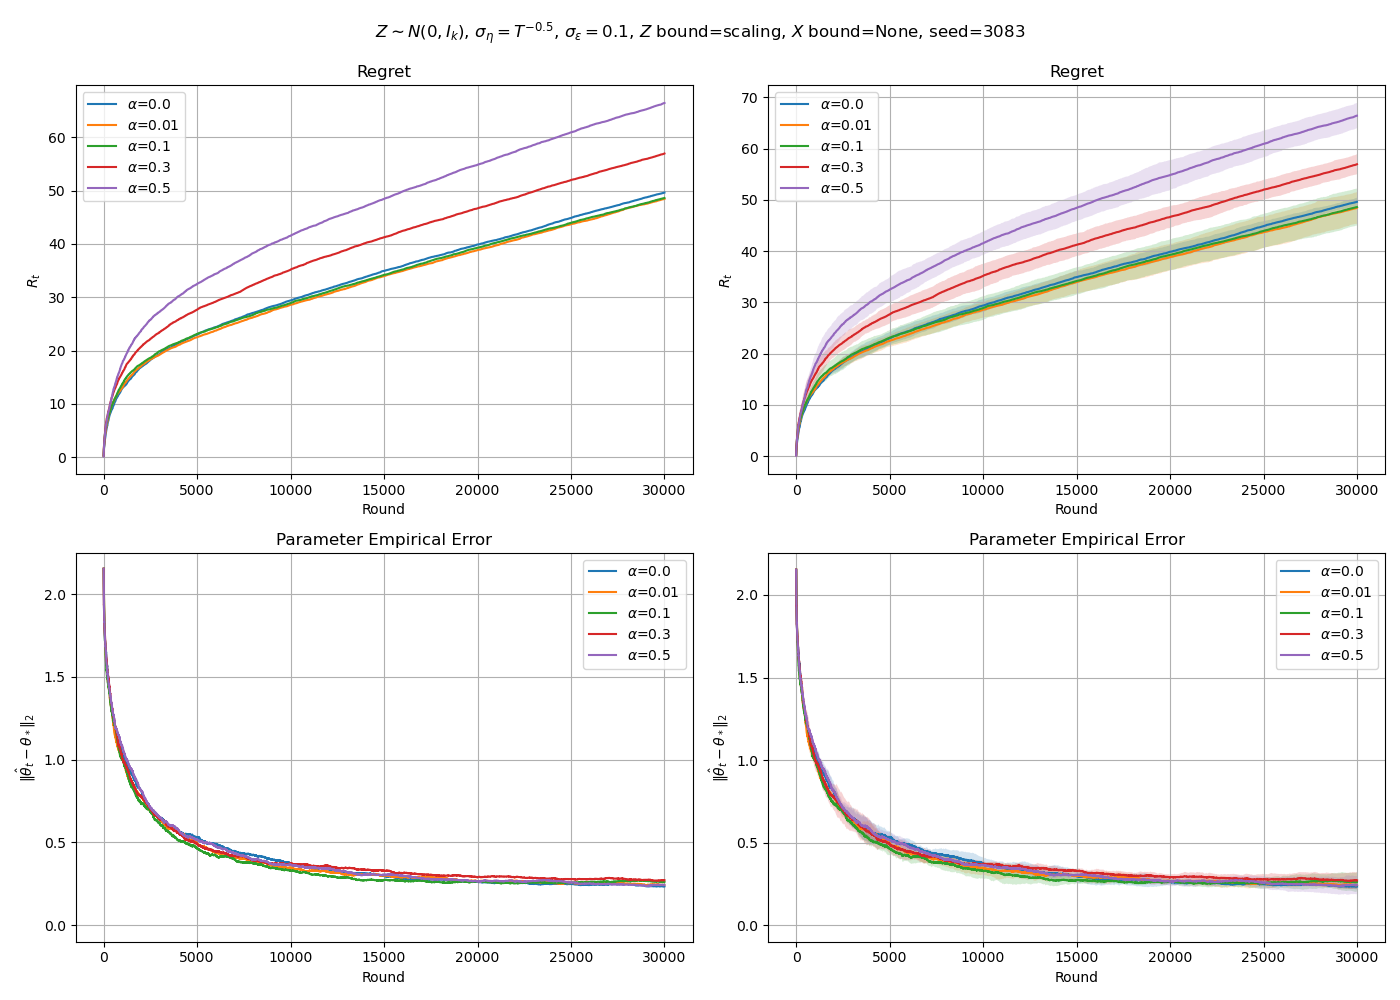 Z ∼ N(0, I_k), σ_η = T^{−0.5}, σ_ε = 0.1, Z bound=scaling, X bound=None, seed=3083
Regret
R_t
60
50
40
30
20
10
0
α=0.0
α=0.01
α=0.1
α=0.3
α=0.5
0 5000 10000 15000 20000 25000 30000
Round
Regret
R_t
70
60
50
40
30
20
10
0
α=0.0
α=0.01
α=0.1
α=0.3
α=0.5
0 5000 10000 15000 20000 25000 30000
Round
Parameter Empirical Error
‖θ̂_t − θ_*‖_2
2.0
1.5
1.0
0.5
0.0
α=0.0
α=0.01
α=0.1
α=0.3
α=0.5
0 5000 10000 15000 20000 25000 30000
Round
Parameter Empirical Error
‖θ̂_t − θ_*‖_2
2.0
1.5
1.0
0.5
0.0
α=0.0
α=0.01
α=0.1
α=0.3
α=0.5
0 5000 10000 15000 20000 25000 30000
Round